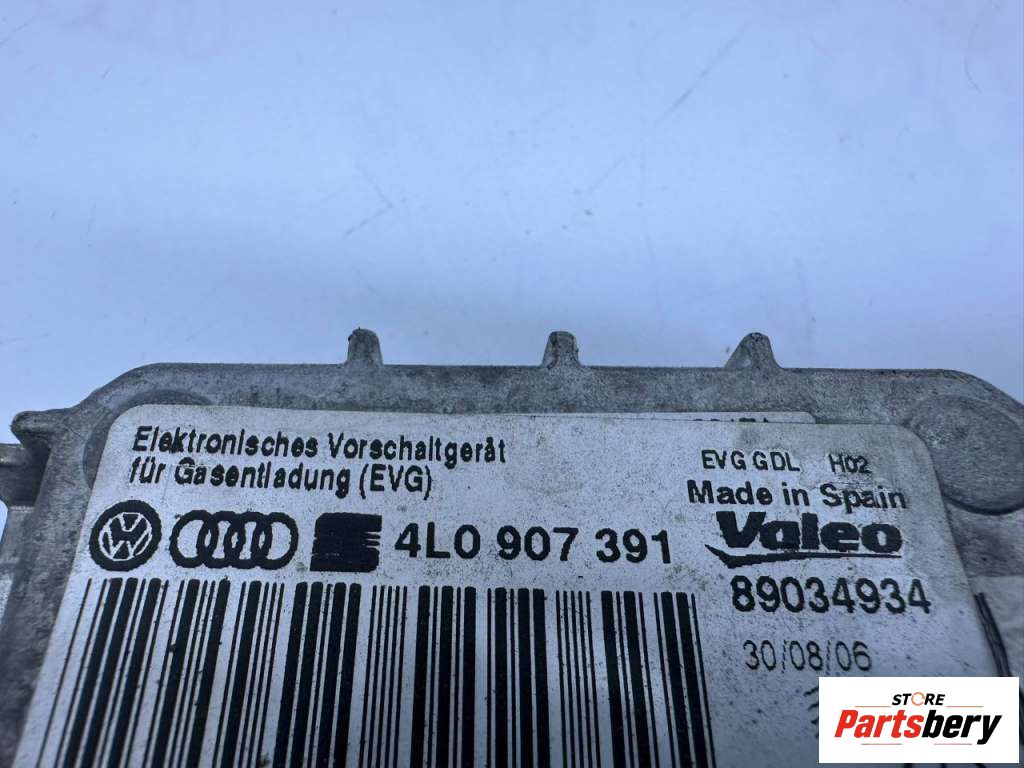 Elektronisches Vorschaltgerät
für Gasentladung (EVG)
EVG GDL H02
Made in Spain
4L0 907 391
Valeo
89034934
30/08/06
STORE
Partsbery